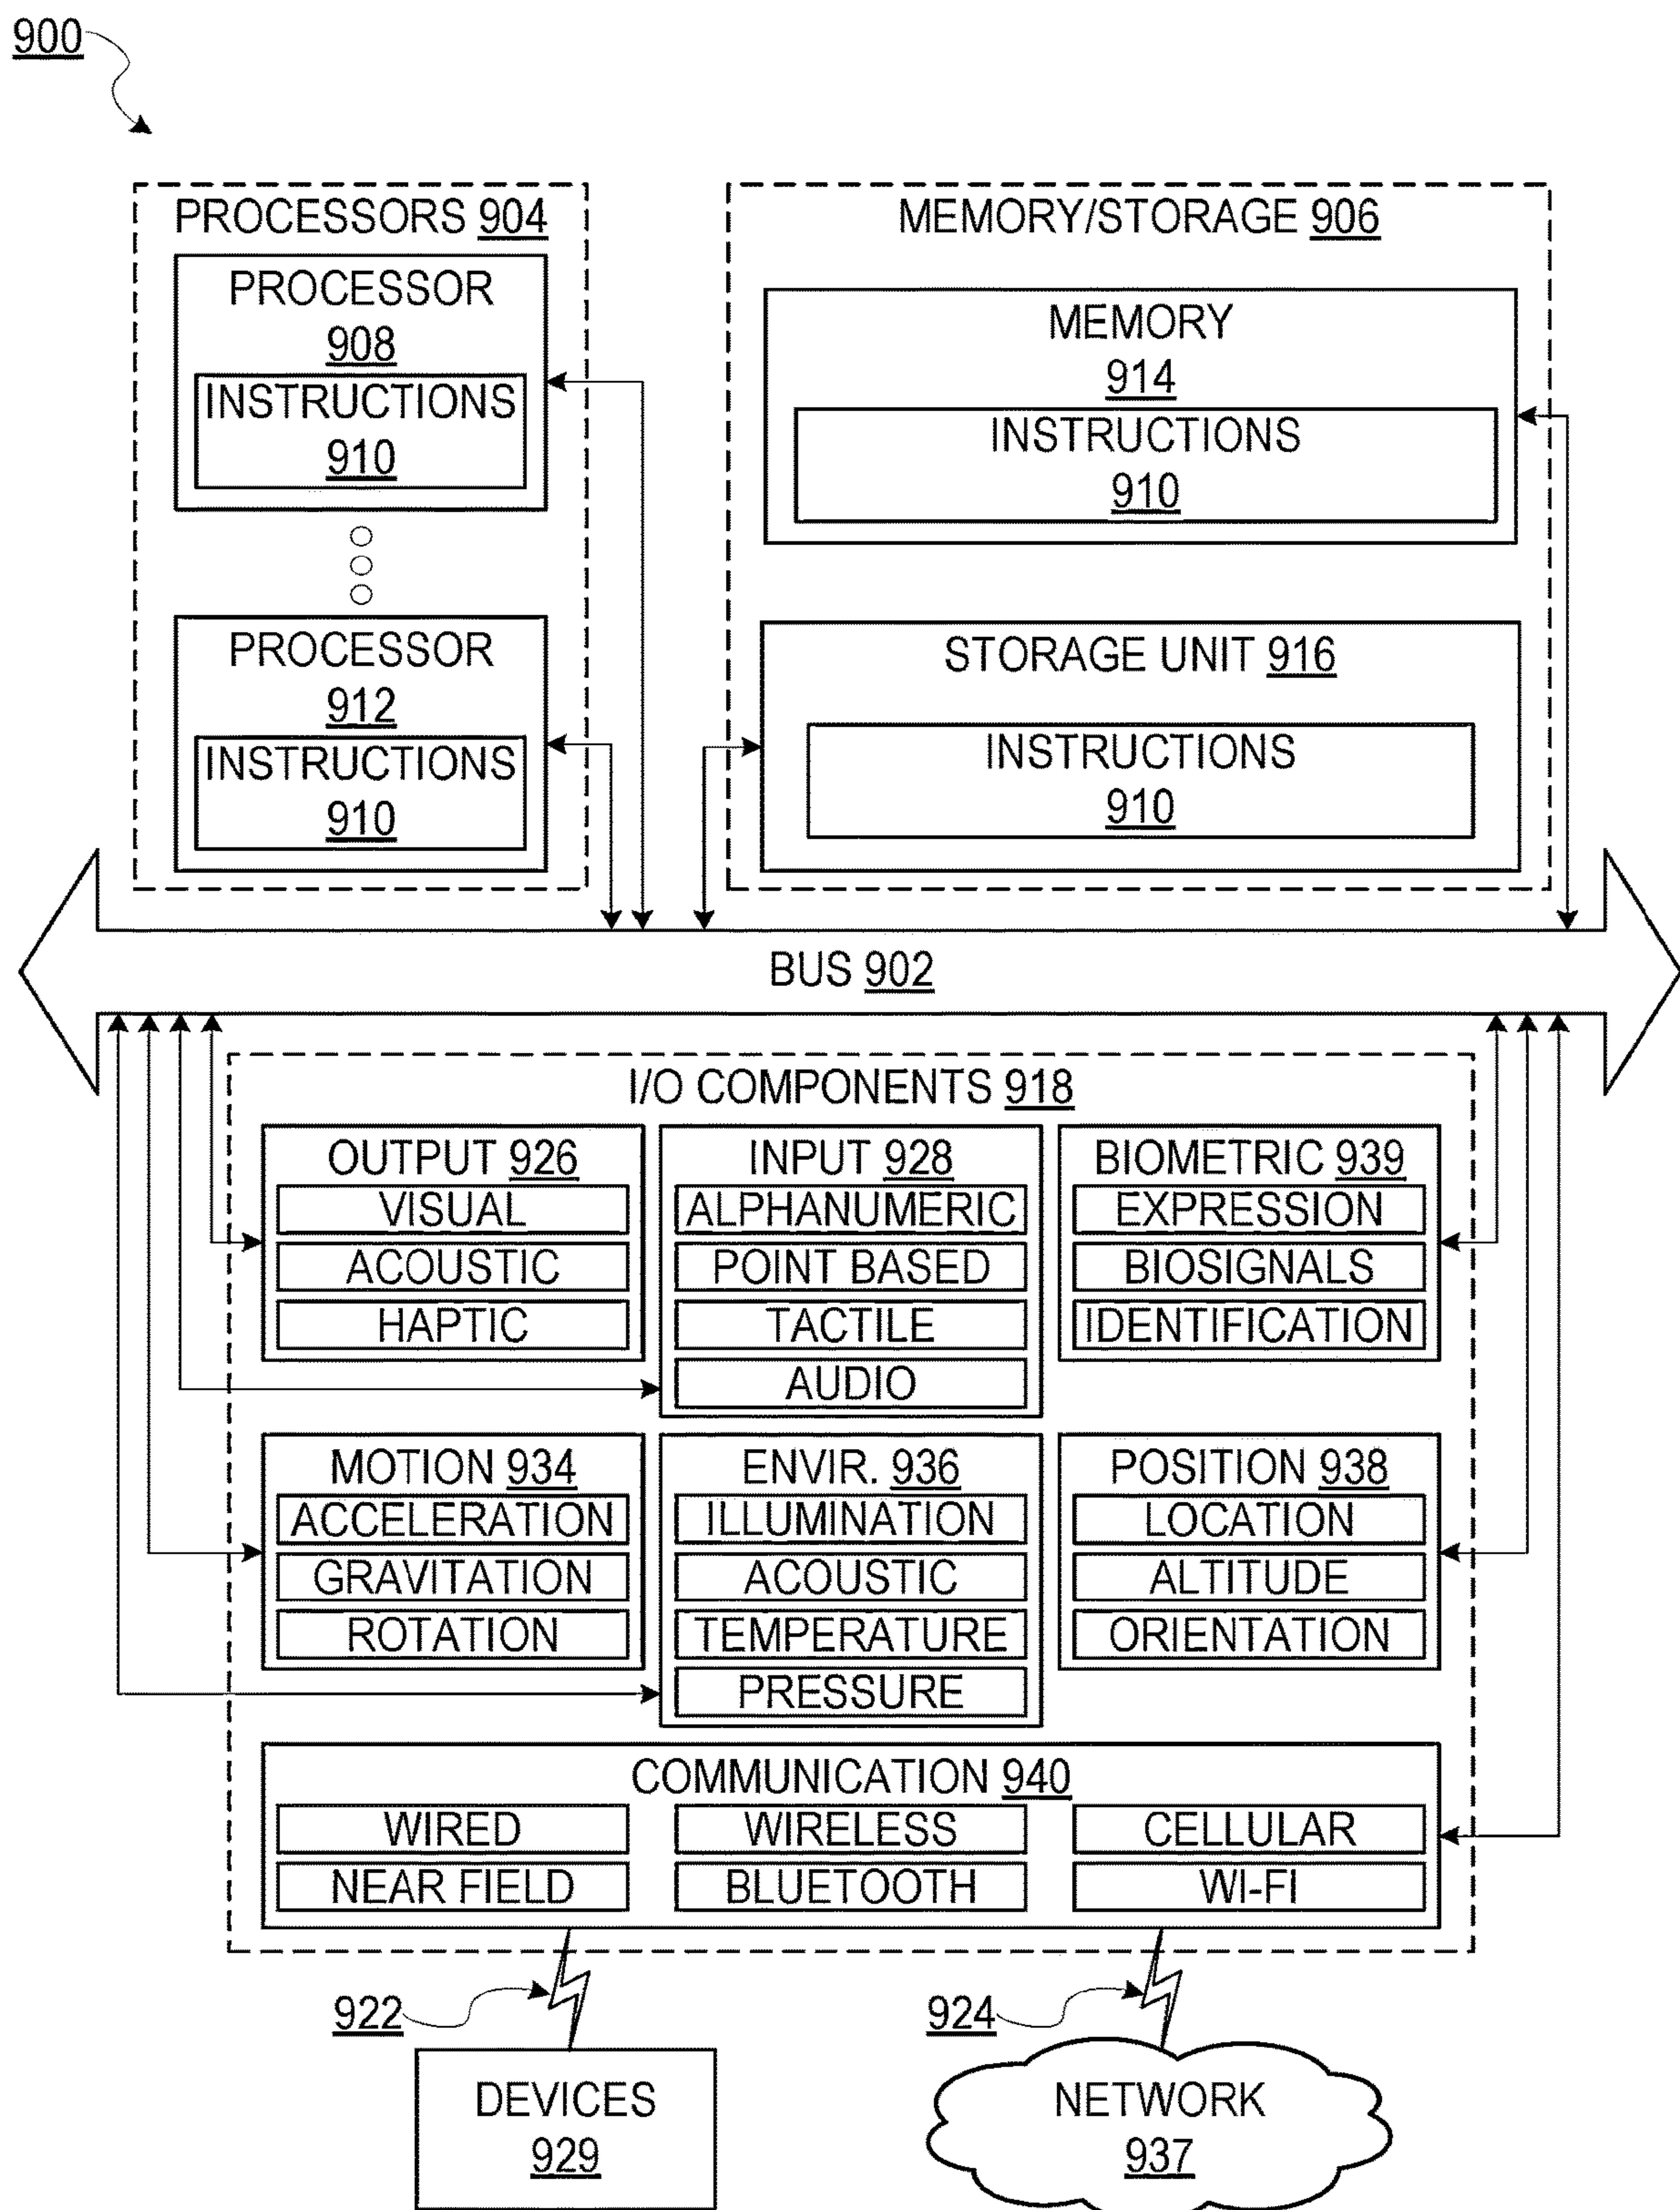 900
PROCESSORS 904
PROCESSOR
908
INSTRUCTIONS
910
PROCESSOR
912
INSTRUCTIONS
910
MEMORY/STORAGE 906
MEMORY
914
INSTRUCTIONS
910
STORAGE UNIT 916
INSTRUCTIONS
910
BUS 902
I/O COMPONENTS 918
OUTPUT 926
VISUAL
ACOUSTIC
HAPTIC
INPUT 928
ALPHANUMERIC
POINT BASED
TACTILE
AUDIO
BIOMETRIC 939
EXPRESSION
BIOSIGNALS
IDENTIFICATION
MOTION 934
ACCELERATION
GRAVITATION
ROTATION
ENVIR. 936
ILLUMINATION
ACOUSTIC
TEMPERATURE
PRESSURE
POSITION 938
LOCATION
ALTITUDE
ORIENTATION
COMMUNICATION 940
WIRED
WIRELESS
CELLULAR
NEAR FIELD
BLUETOOTH
WI-FI
922
924
DEVICES
929
NETWORK
937